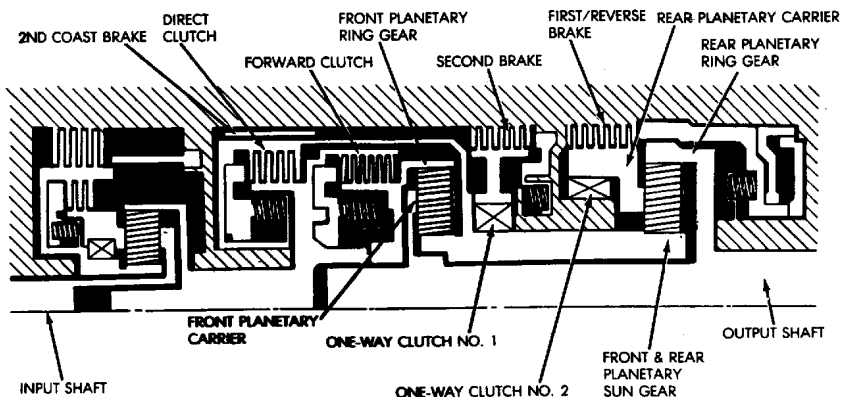 DIRECT
CLUTCH
2ND COAST BRAKE
FORWARD CLUTCH
FRONT PLANETARY
RING GEAR
SECOND BRAKE
FIRST/REVERSE
BRAKE
REAR PLANETARY CARRIER
REAR PLANETARY
RING GEAR
INPUT SHAFT
FRONT PLANETARY
CARRIER
ONE-WAY CLUTCH NO. 1
ONE-WAY CLUTCH NO. 2
FRONT & REAR
PLANETARY
SUN GEAR
OUTPUT SHAFT